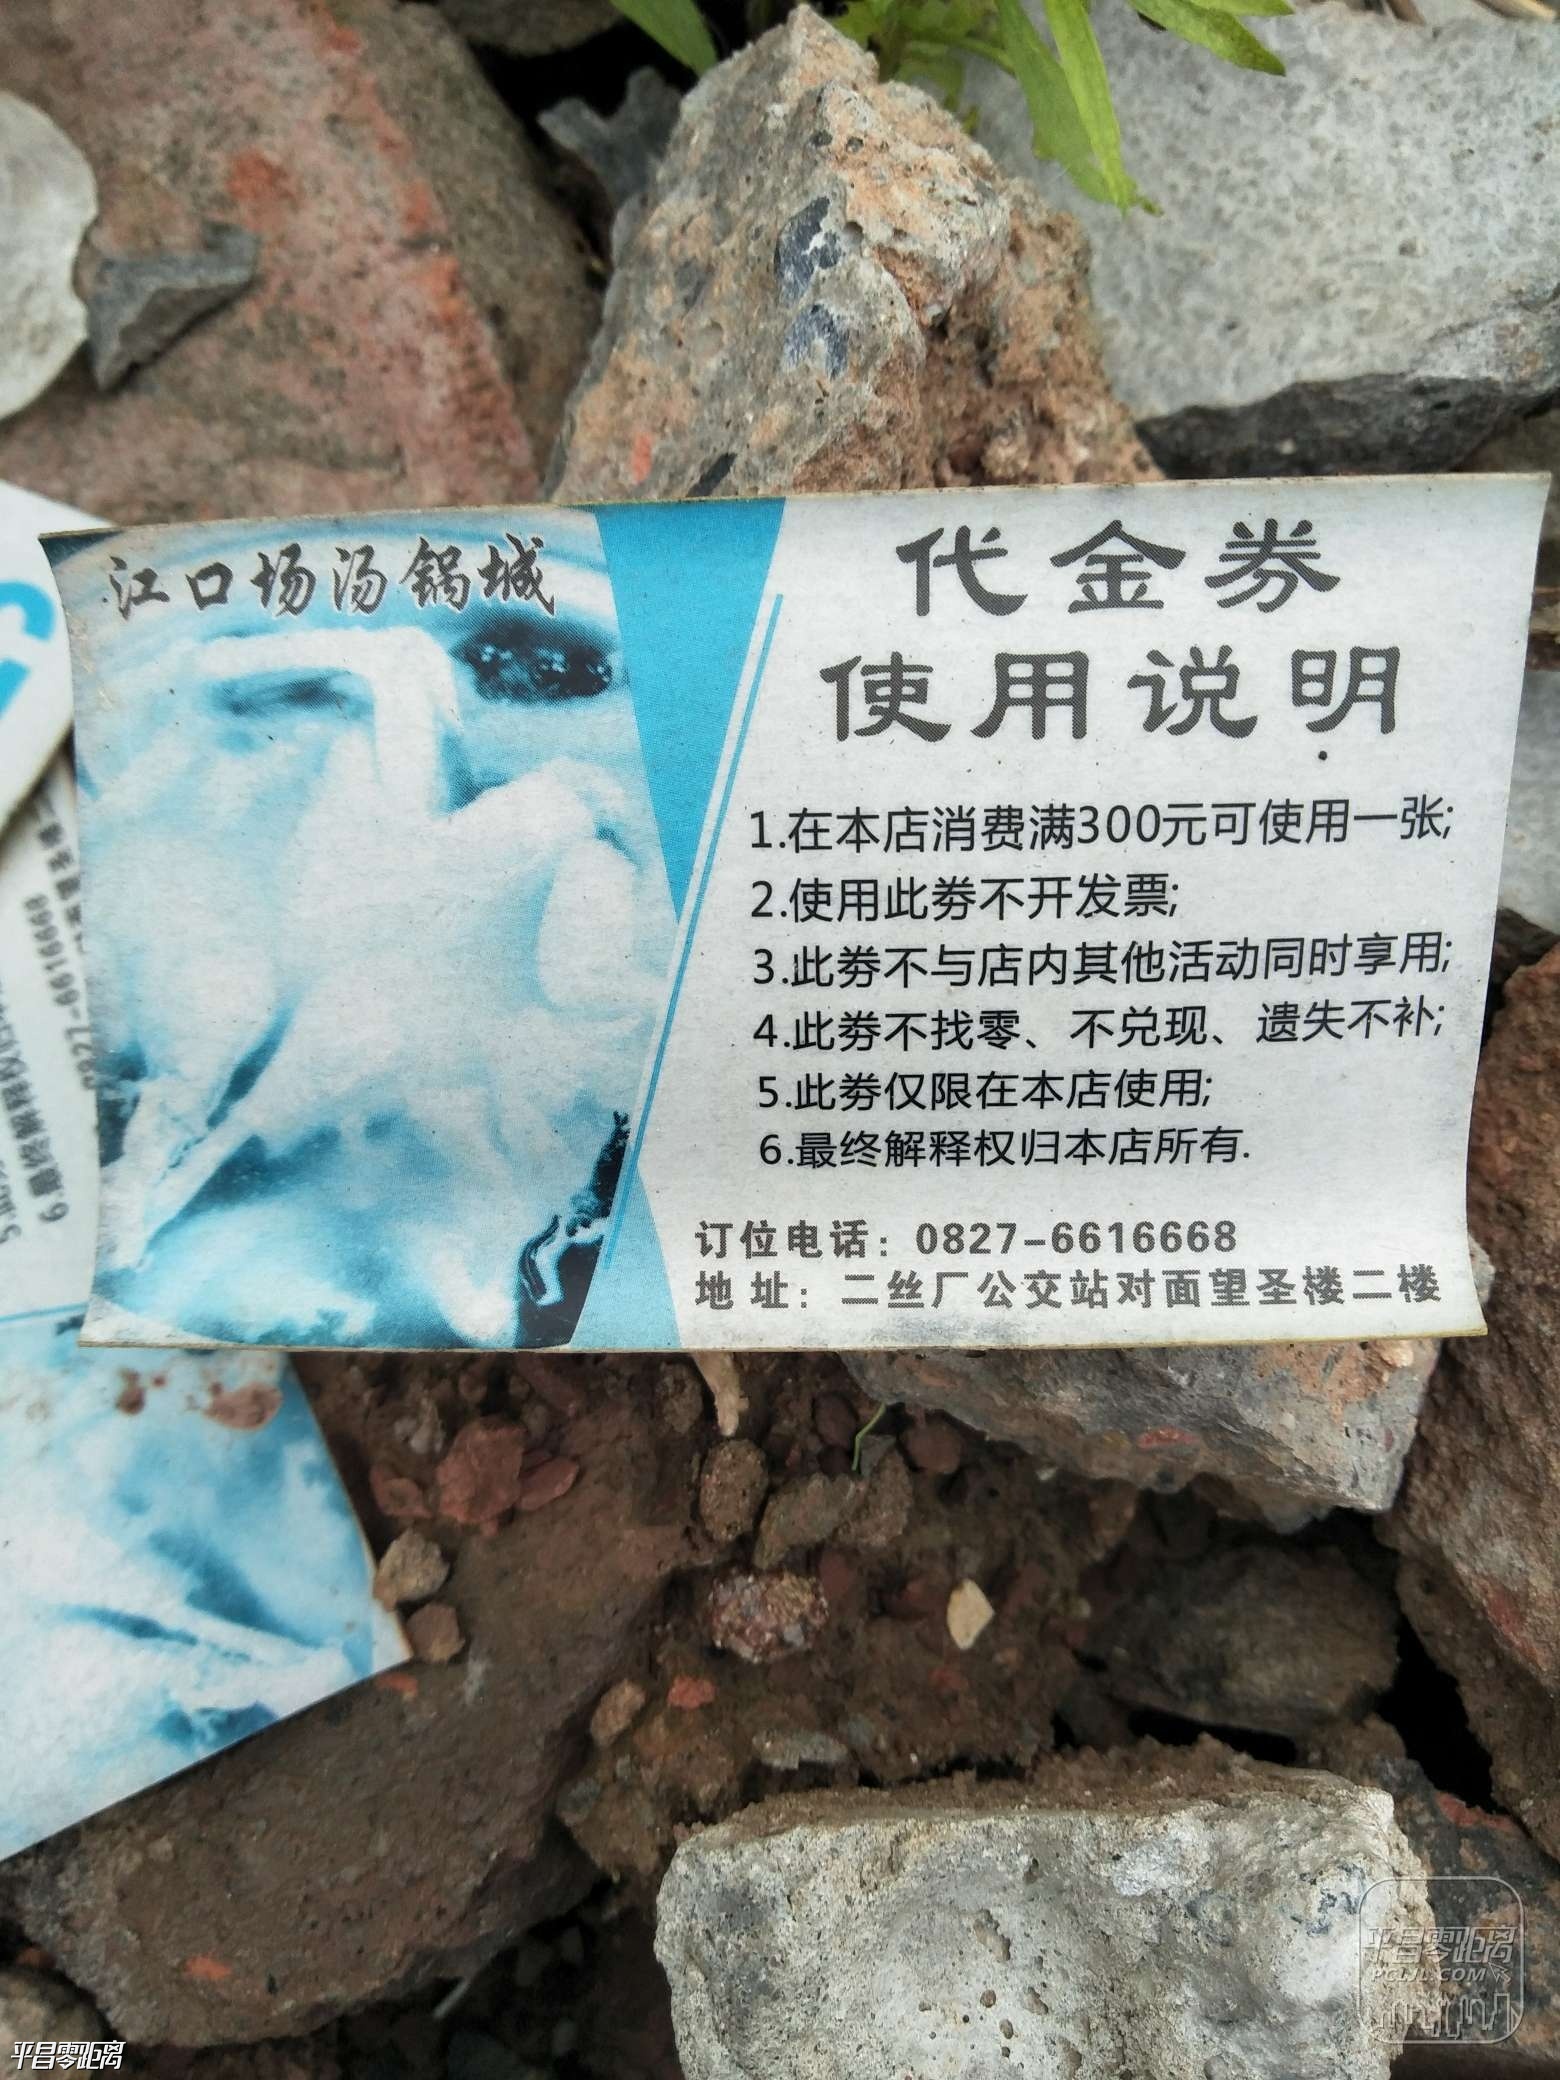 江口场汤锅城
代金券
使用说明
1.在本店消费满300元可使用一张;
2.使用此劵不开发票;
3.此劵不与店内其他活动同时享用;
4.此劵不找零、不兑现、遗失不补;
5.此劵仅限在本店使用;
6.最终解释权归本店所有.
订位电话：0827-6616668
地址：二丝厂公交站对面望圣楼二楼
0827-6616668
平昌零距离
PCLJL.COM
平昌零距离